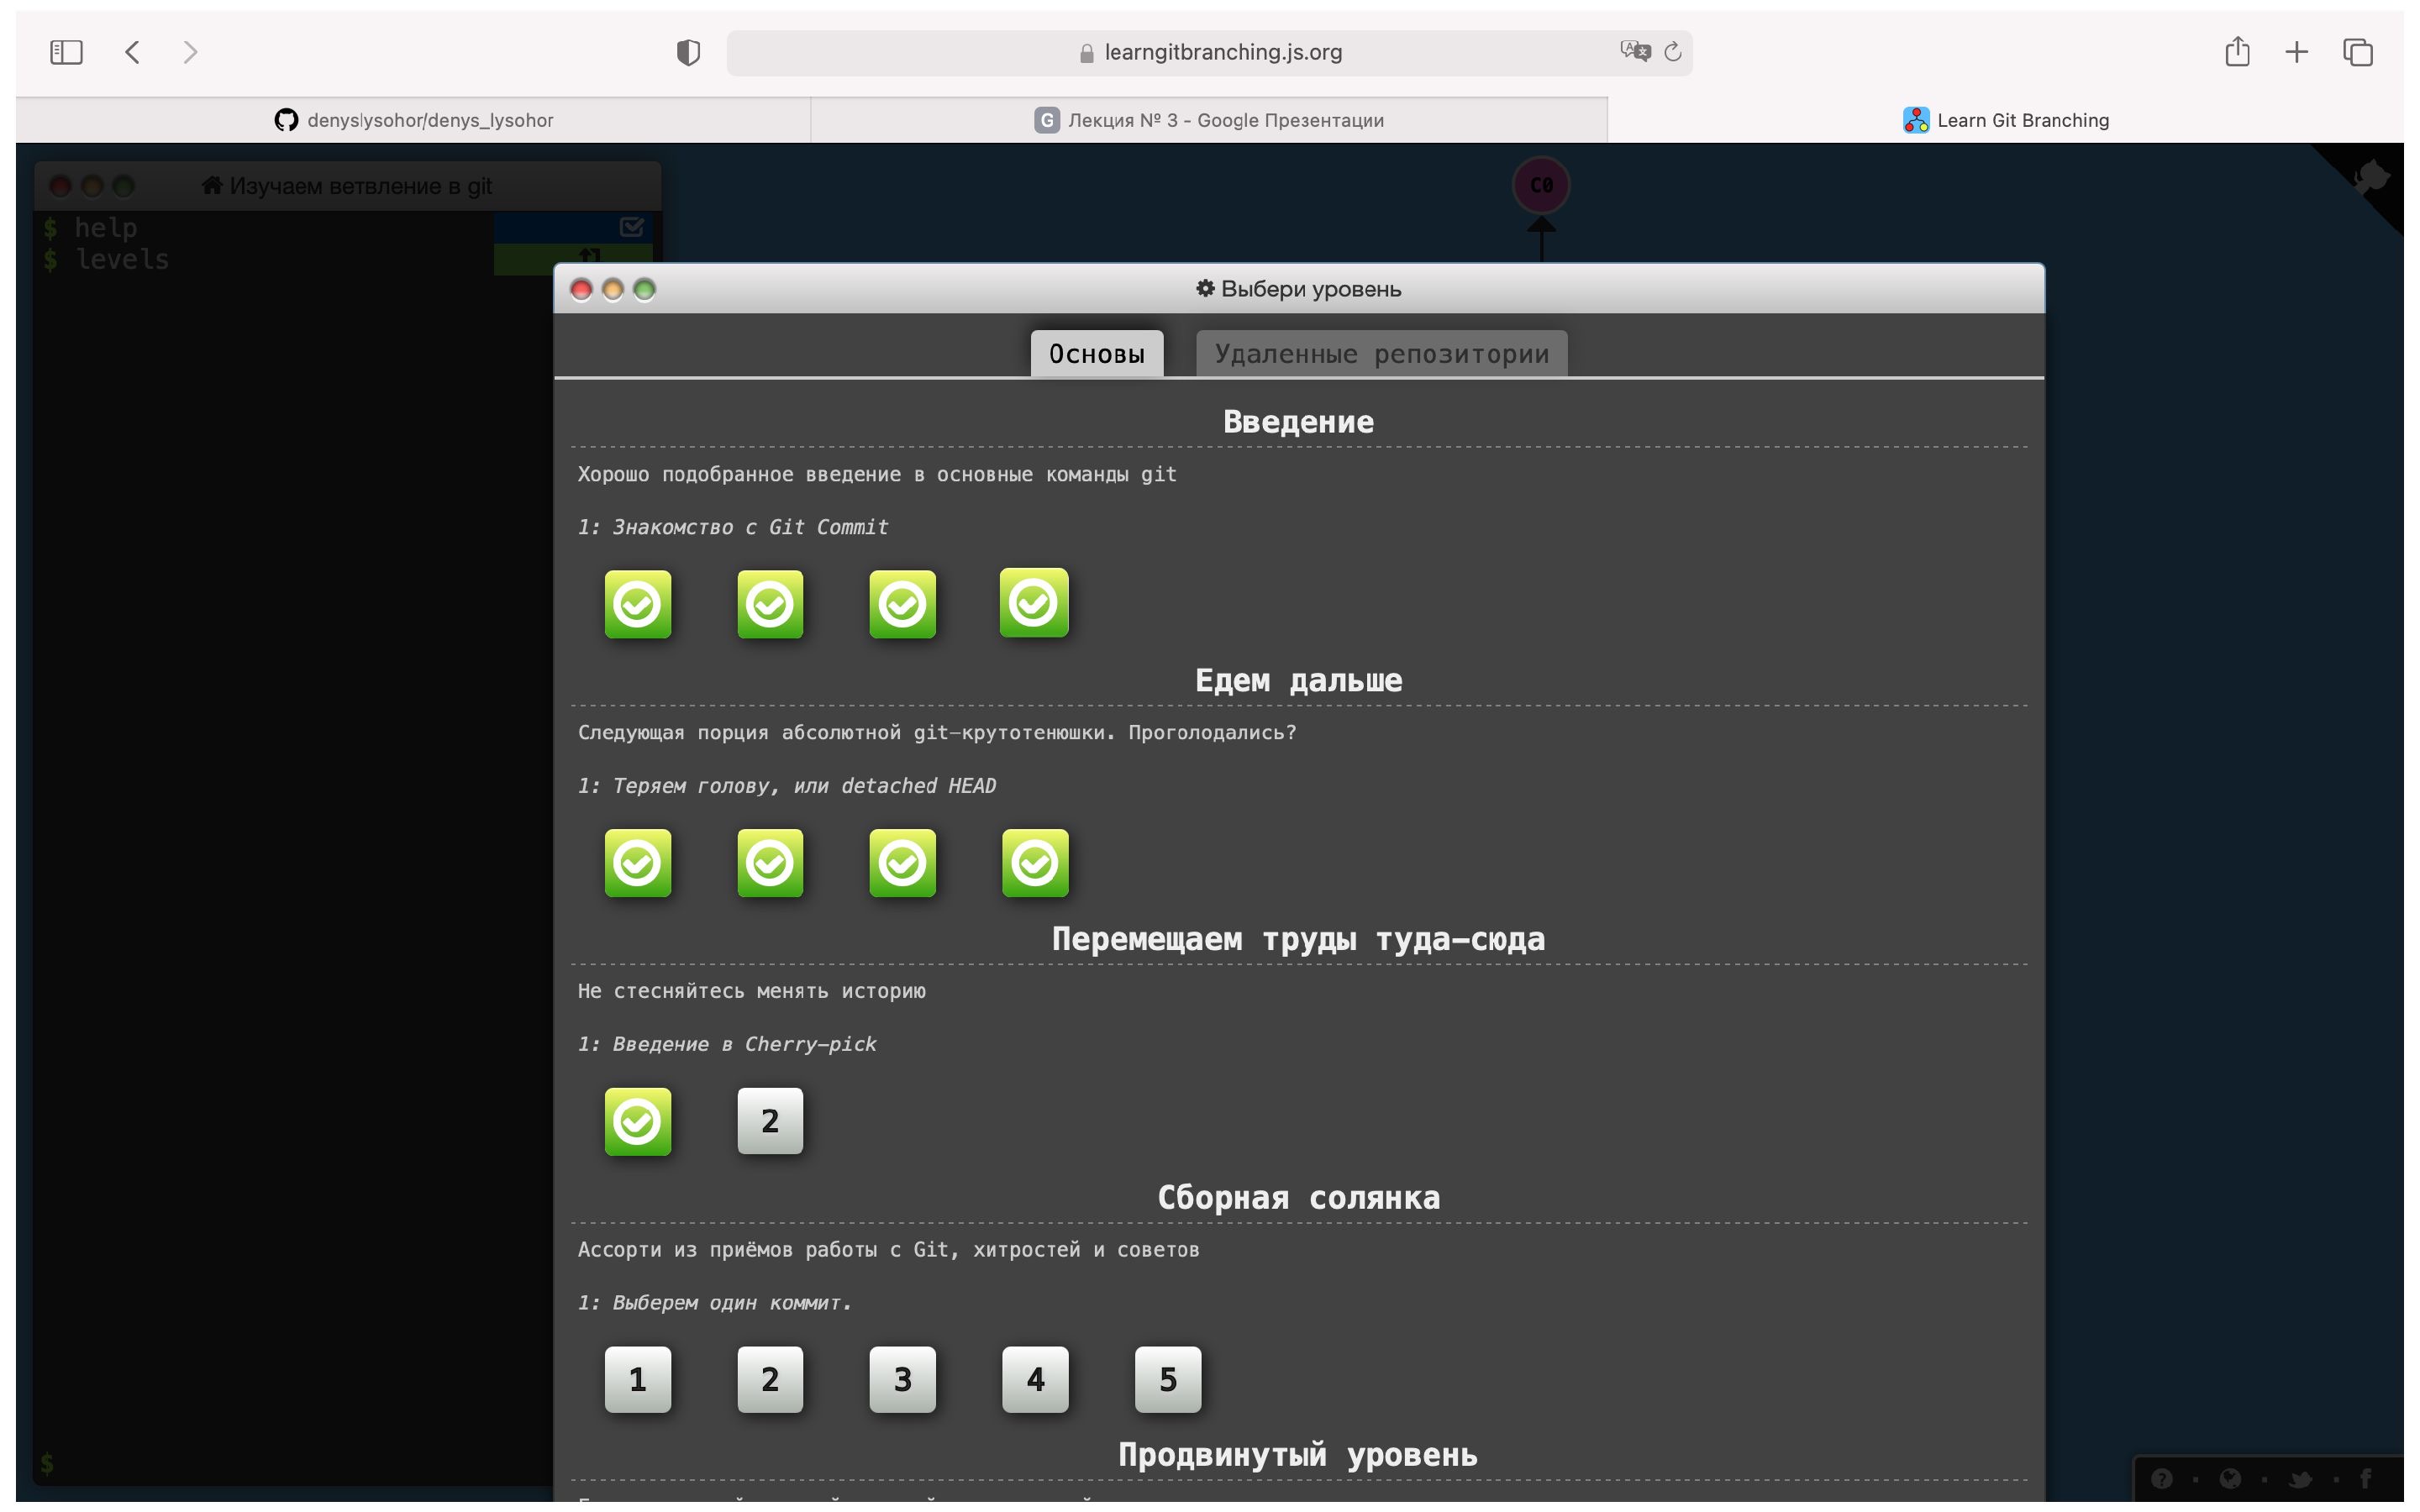 learngitbranching.js.org
denyslysohor/denys_lysohor
Лекция № 3 - Google Презентации
Learn Git Branching
Изучаем ветвление в git
C0
$ help
$ levels
Выбери уровень
Основы
Удаленные репозитории
Введение
Хорошо подобранное введение в основные команды git
1: Знакомство с Git Commit
Едем дальше
Следующая порция абсолютной git-крутотенюшки. Проголодались?
1: Теряем голову, или detached HEAD
Перемещаем труды туда-сюда
Не стесняйтесь менять историю
1: Введение в Cherry-pick
2
Сборная солянка
Ассорти из приёмов работы с Git, хитростей и советов
1: Выберем один коммит.
1 2 3 4 5
Продвинутый уровень
$